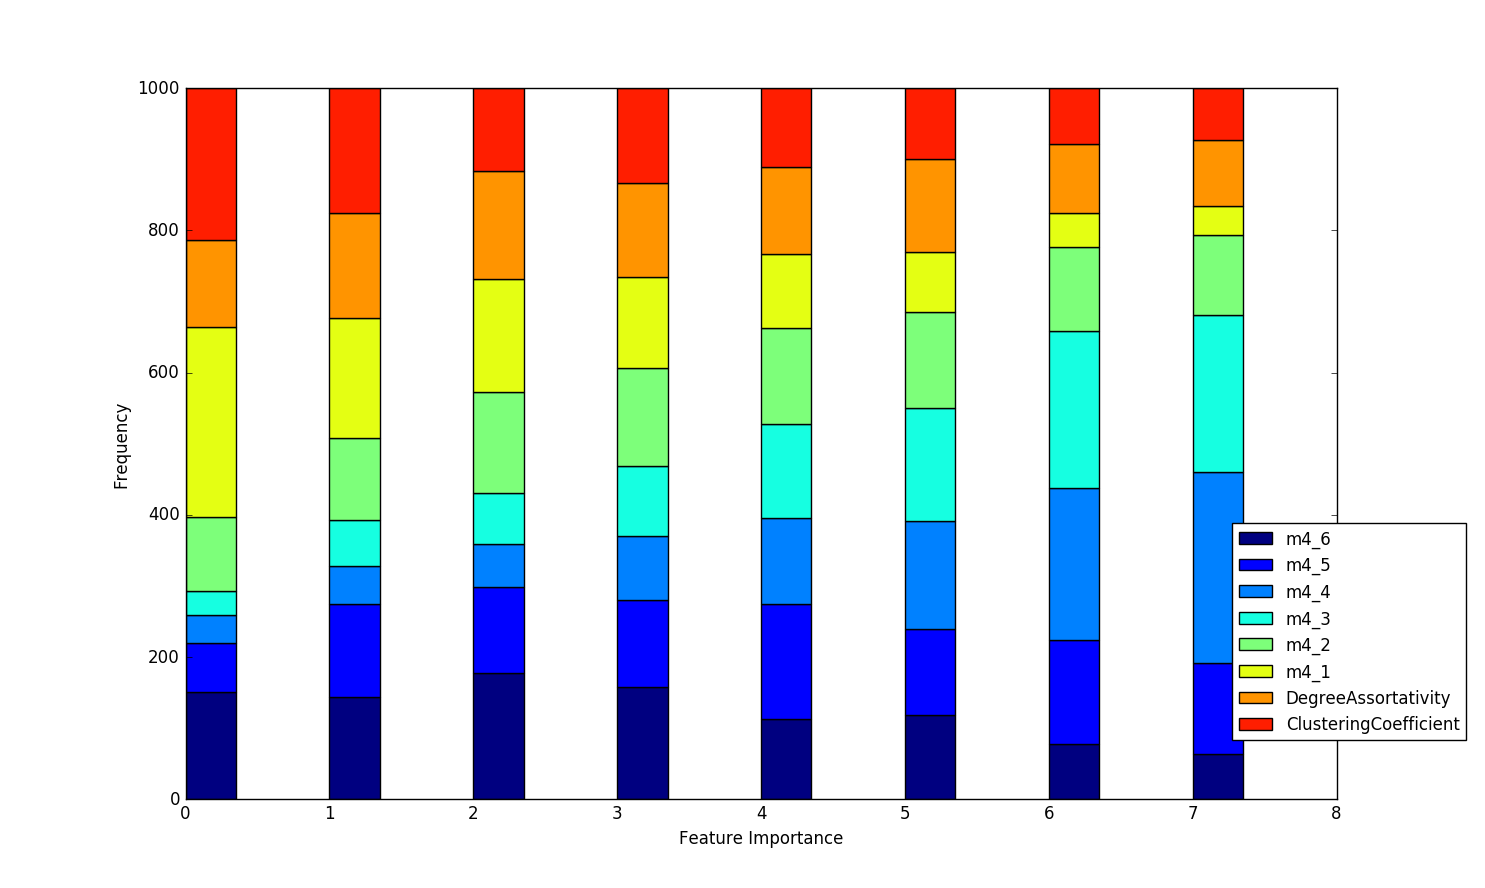 1000
800
600
400
200
0
Frequency
0 1 2 3 4 5 6 7 8
Feature Importance
m4_6
m4_5
m4_4
m4_3
m4_2
m4_1
DegreeAssortativity
ClusteringCoefficient